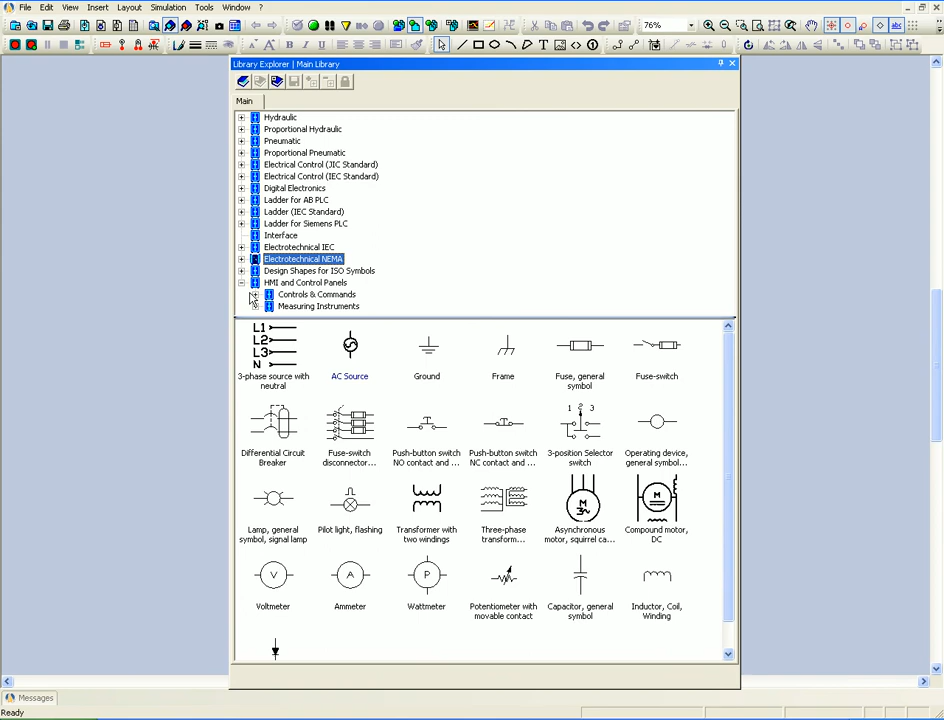 File Edit View Insert Layout Simulation Tools Window ?
76%
Library Explorer | Main Library
Main
Hydraulic
Proportional Hydraulic
Pneumatic
Proportional Pneumatic
Electrical Control (JIC Standard)
Electrical Control (IEC Standard)
Digital Electronics
Ladder for AB PLC
Ladder (IEC Standard)
Ladder for Siemens PLC
Interface
Electrotechnical IEC
Electrotechnical NEMA
Design Shapes for ISO Symbols
HMI and Control Panels
Controls & Commands
Measuring Instruments
L1
L2
L3
N
3-phase source with
neutral
AC Source
Ground
Frame
Fuse, general
symbol
Fuse-switch
1 2 3
Differential Circuit
Breaker
Fuse-switch
disconnector...
Push-button switch
NO contact and ...
Push-button switch
NC contact and ...
3-position Selector
switch
Operating device,
general symbol...
M
3~
M
Lamp, general
symbol, signal lamp
Pilot light, flashing
Transformer with
two windings
Three-phase
transform...
Asynchronous
motor, squirrel ca...
Compound motor,
DC
V
A
P
Voltmeter
Ammeter
Wattmeter
Potentiometer with
movable contact
Capacitor, general
symbol
Inductor, Coil,
Winding
Messages
Ready